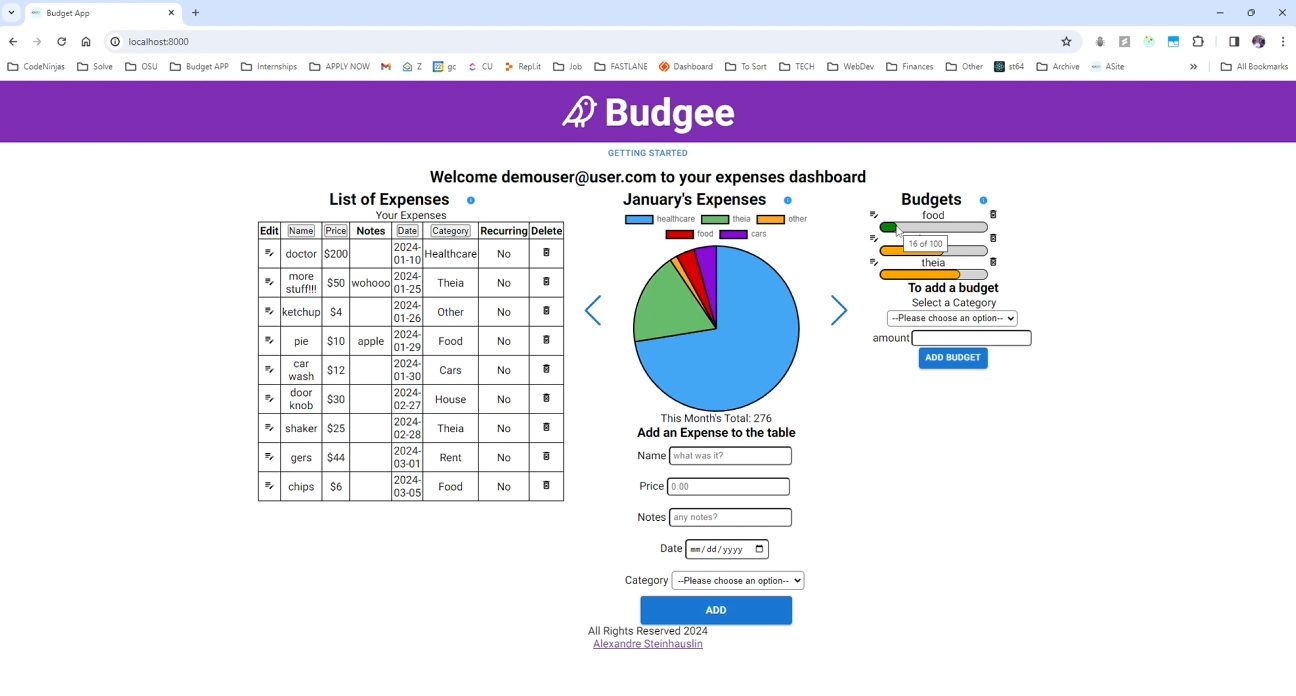 Budget App
localhost:8000
CodeNinjas Solve OSU Budget APP Internships APPLY NOW Z gc CU Repl.it Job FASTLANE Dashboard To Sort TECH WebDev Finances Other st64 Archive ASite » All Bookmarks
Budgee
GETTING STARTED
Welcome demouser@user.com to your expenses dashboard
List of Expenses
Your Expenses
Edit Name Price Notes Date Category Recurring Delete
doctor $200 2024-01-10 Healthcare No
more stuff!!! $50 wohooo 2024-01-25 Theia No
ketchup $4 2024-01-26 Other No
pie $10 apple 2024-01-29 Food No
car wash $12 2024-01-30 Cars No
door knob $30 2024-02-27 House No
shaker $25 2024-02-28 Theia No
gers $44 2024-03-01 Rent No
chips $6 2024-03-05 Food No
January's Expenses
healthcare theia other
food cars
This Month's Total: 276
Add an Expense to the table
Name what was it?
Price 0.00
Notes any notes?
Date mm/dd/yyyy
Category --Please choose an option--
ADD
Budgets
food
16 of 100
theia
To add a budget
Select a Category
--Please choose an option--
amount
ADD BUDGET
All Rights Reserved 2024
Alexandre Steinhauslin